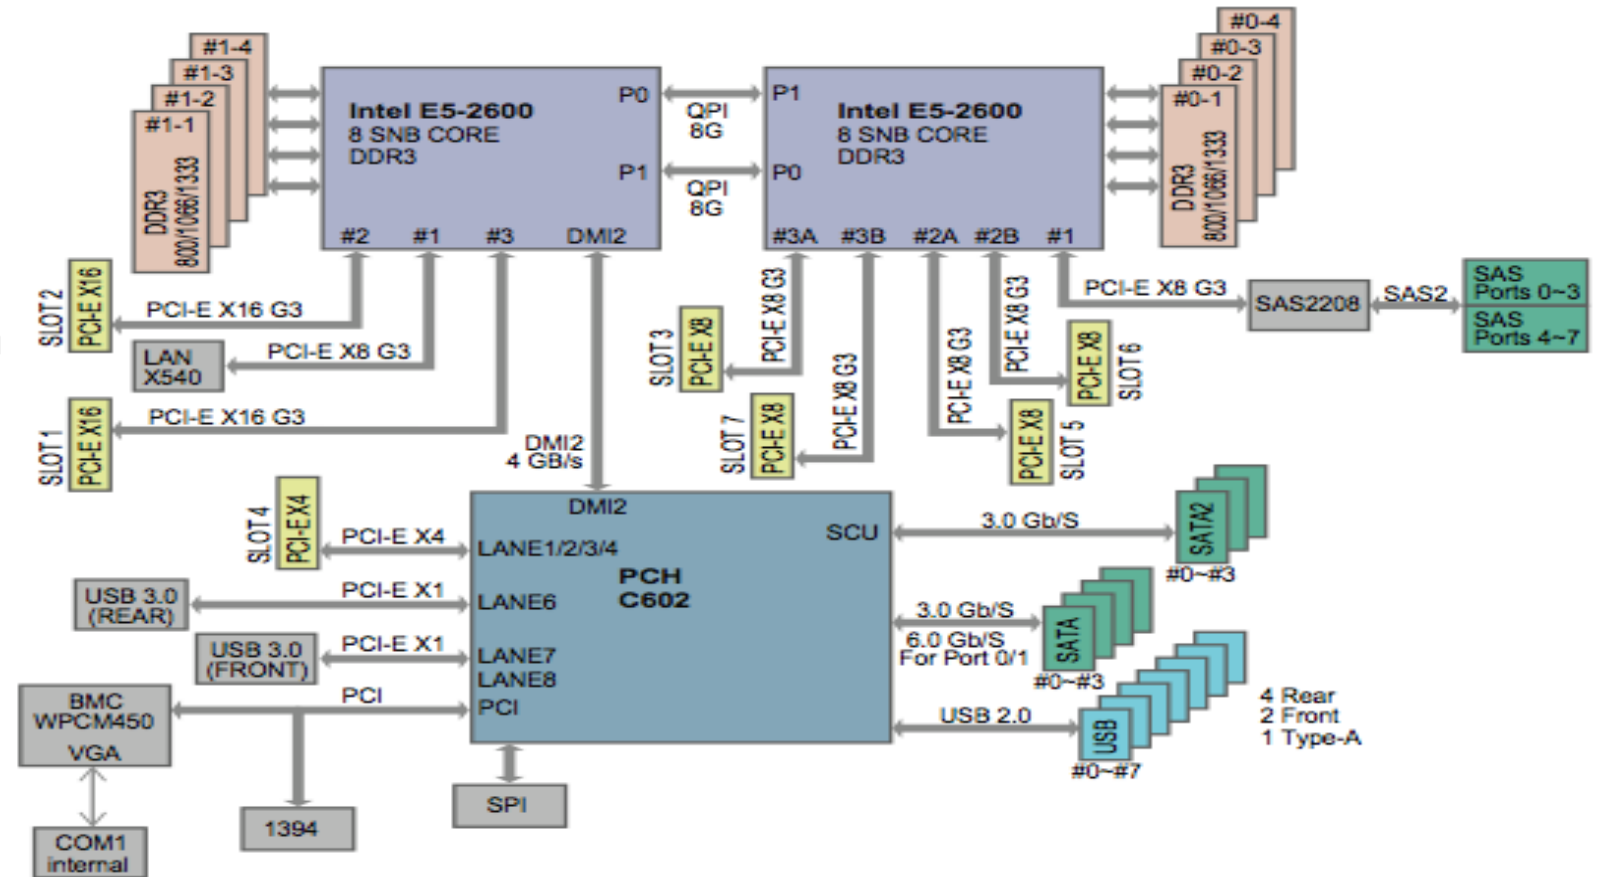 #1-4
#1-3
#1-2
#1-1
DDR3
800/1066/1333
Intel E5-2600
8 SNB CORE
DDR3
P0
P1
#2
#1
#3
DMI2
QPI
8G
QPI
8G
P1
P0
Intel E5-2600
8 SNB CORE
DDR3
#3A
#3B
#2A
#2B
#1
#0-4
#0-3
#0-2
#0-1
DDR3
800/1066/1333
SLOT 2
PCI-E X16
PCI-E X16 G3
LAN
X540
PCI-E X8 G3
SLOT 1
PCI-E X16
PCI-E X16 G3
DMI2
4 GB/s
SLOT 3
PCI-E X8
PCI-E X8 G3
SLOT 7
PCI-E X8
PCI-E X8 G3
PCI-E X8 G3
PCI-E X8
SLOT 5
PCI-E X8 G3
PCI-E X8
SLOT 6
PCI-E X8 G3
SAS2208
SAS2
SAS
Ports 0~3
SAS
Ports 4~7
SLOT 4
PCI-E X4
PCI-E X4
USB 3.0
(REAR)
PCI-E X1
USB 3.0
(FRONT)
PCI-E X1
BMC
WPCM450
VGA
PCI
COM1
internal
1394
SPI
DMI2
LANE1/2/3/4
PCH
C602
LANE6
LANE7
LANE8
PCI
SCU
3.0 Gb/S
SATA2
#0~#3
3.0 Gb/S
6.0 Gb/S
For Port 0/1
SATA
#0~#3
USB 2.0
USB
#0~#7
4 Rear
2 Front
1 Type-A